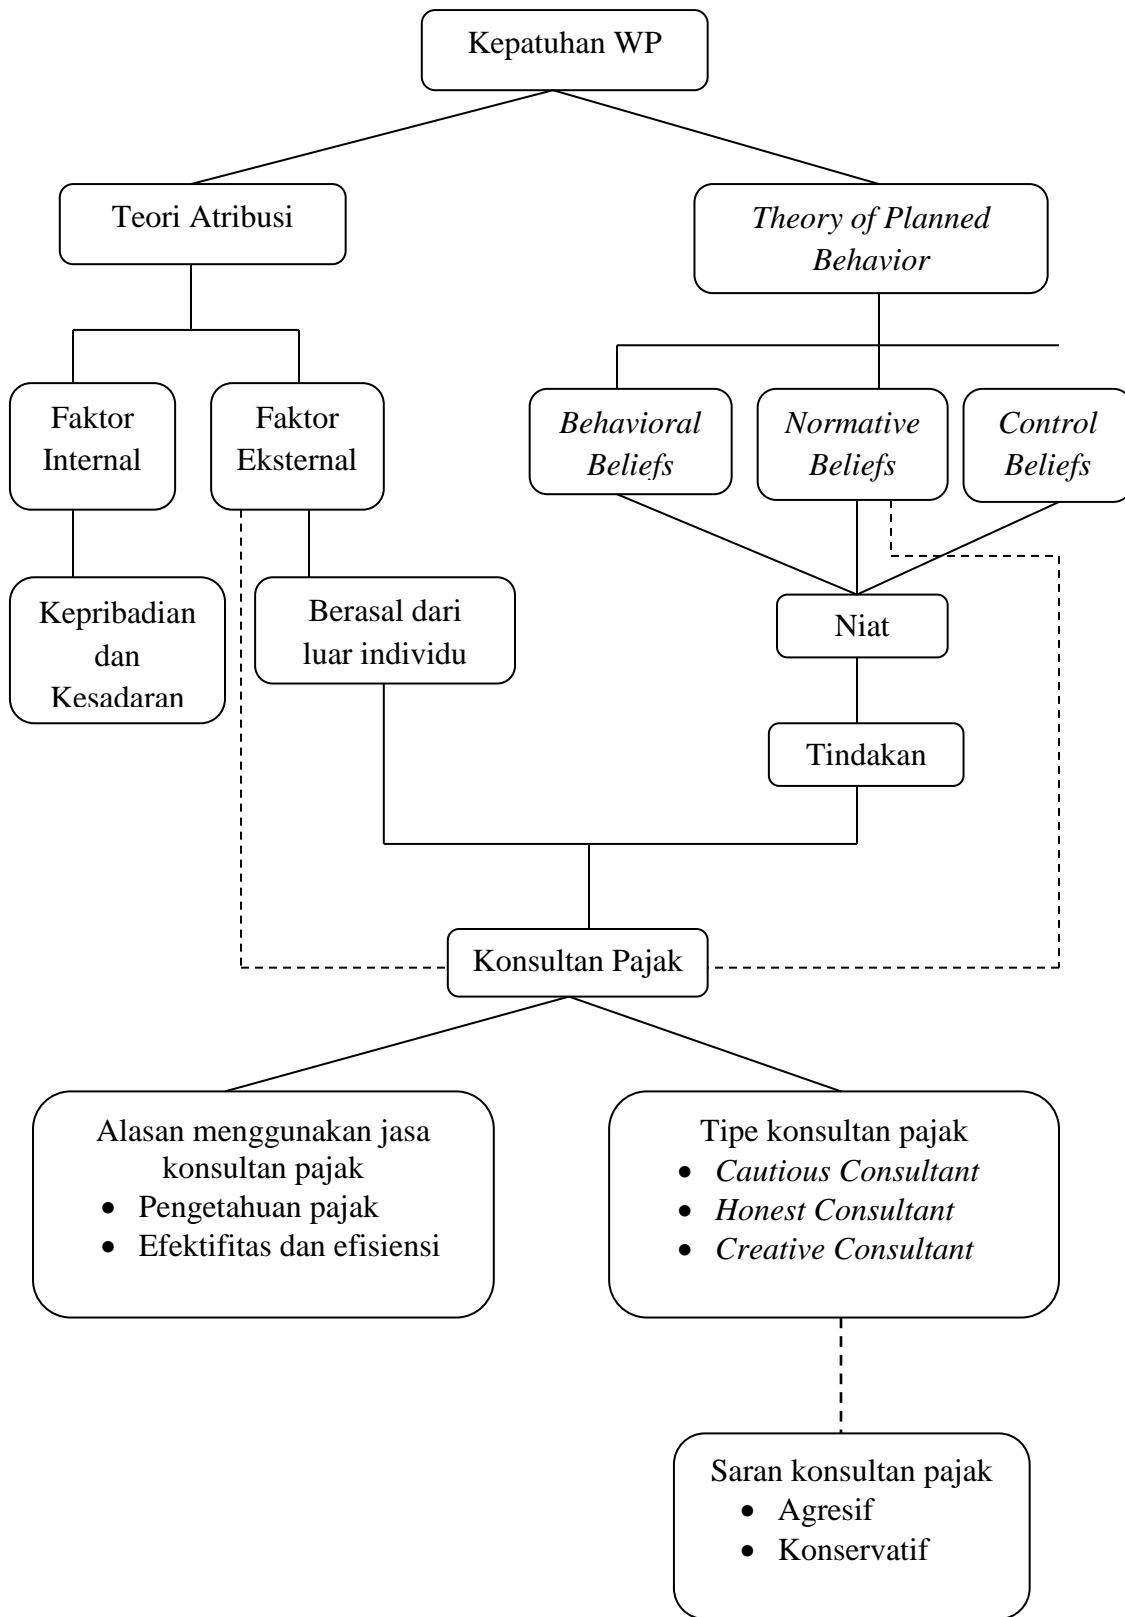 Kepatuhan WP
Teori Atribusi
Theory of Planned
Behavior
Faktor
Internal
Faktor
Eksternal
Behavioral
Beliefs
Normative
Beliefs
Control
Beliefs
Kepribadian
dan
Kesadaran
Berasal dari
luar individu
Niat
Tindakan
Konsultan Pajak
Alasan menggunakan jasa
konsultan pajak
• Pengetahuan pajak
• Efektifitas dan efisiensi
Tipe konsultan pajak
• Cautious Consultant
• Honest Consultant
• Creative Consultant
Saran konsultan pajak
• Agresif
• Konservatif